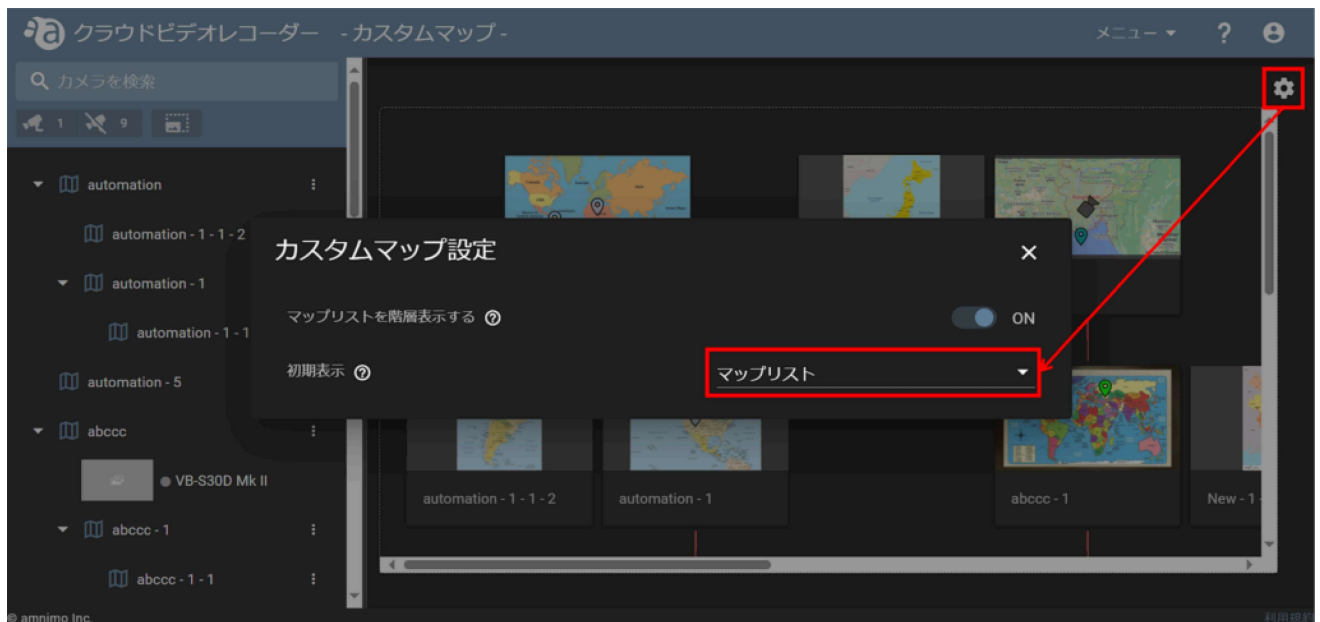 クラウドビデオレコーダー - カスタムマップ -
メニュー
?
カメラを検索
1
9
automation
automation - 1 - 1 - 2
automation - 1
automation - 1 - 1
automation - 5
abccc
VB-S30D Mk II
abccc - 1
abccc - 1 - 1
カスタムマップ設定
×
マップリストを階層表示する ?
ON
初期表示 ?
マップリスト
automation - 1 - 1 - 2
automation - 1
abccc - 1
New - 1 -
© amnimo Inc.
利用規約